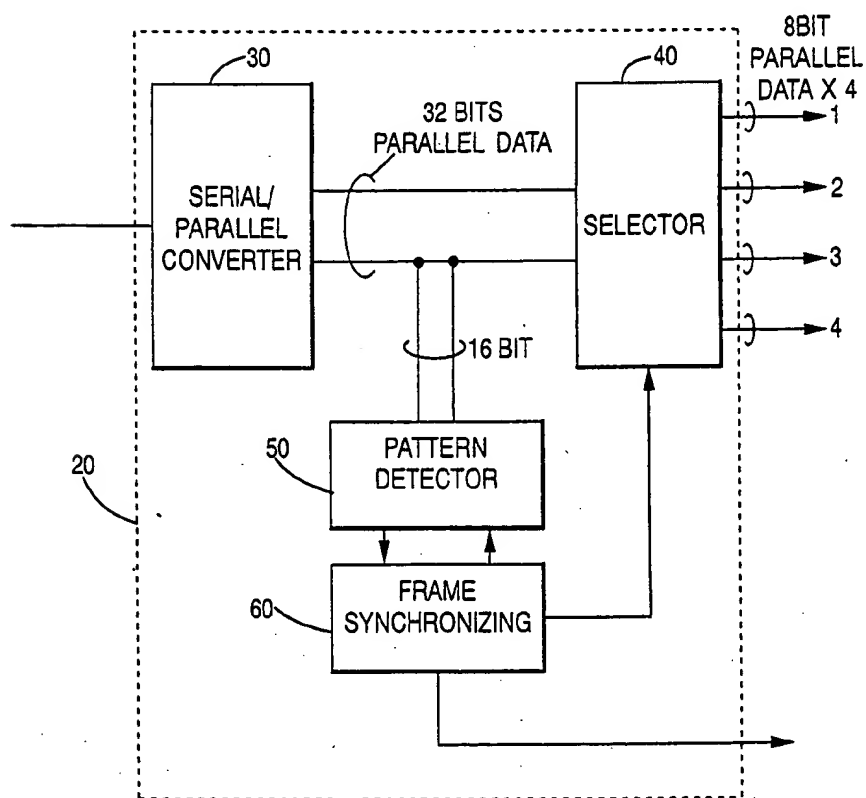 30
40
8BIT
PARALLEL
DATA X 4
1
32 BITS
PARALLEL DATA
SERIAL/
PARALLEL
CONVERTER
2
SELECTOR
3
16 BIT
4
20
50
PATTERN
DETECTOR
60
FRAME
SYNCHRONIZING